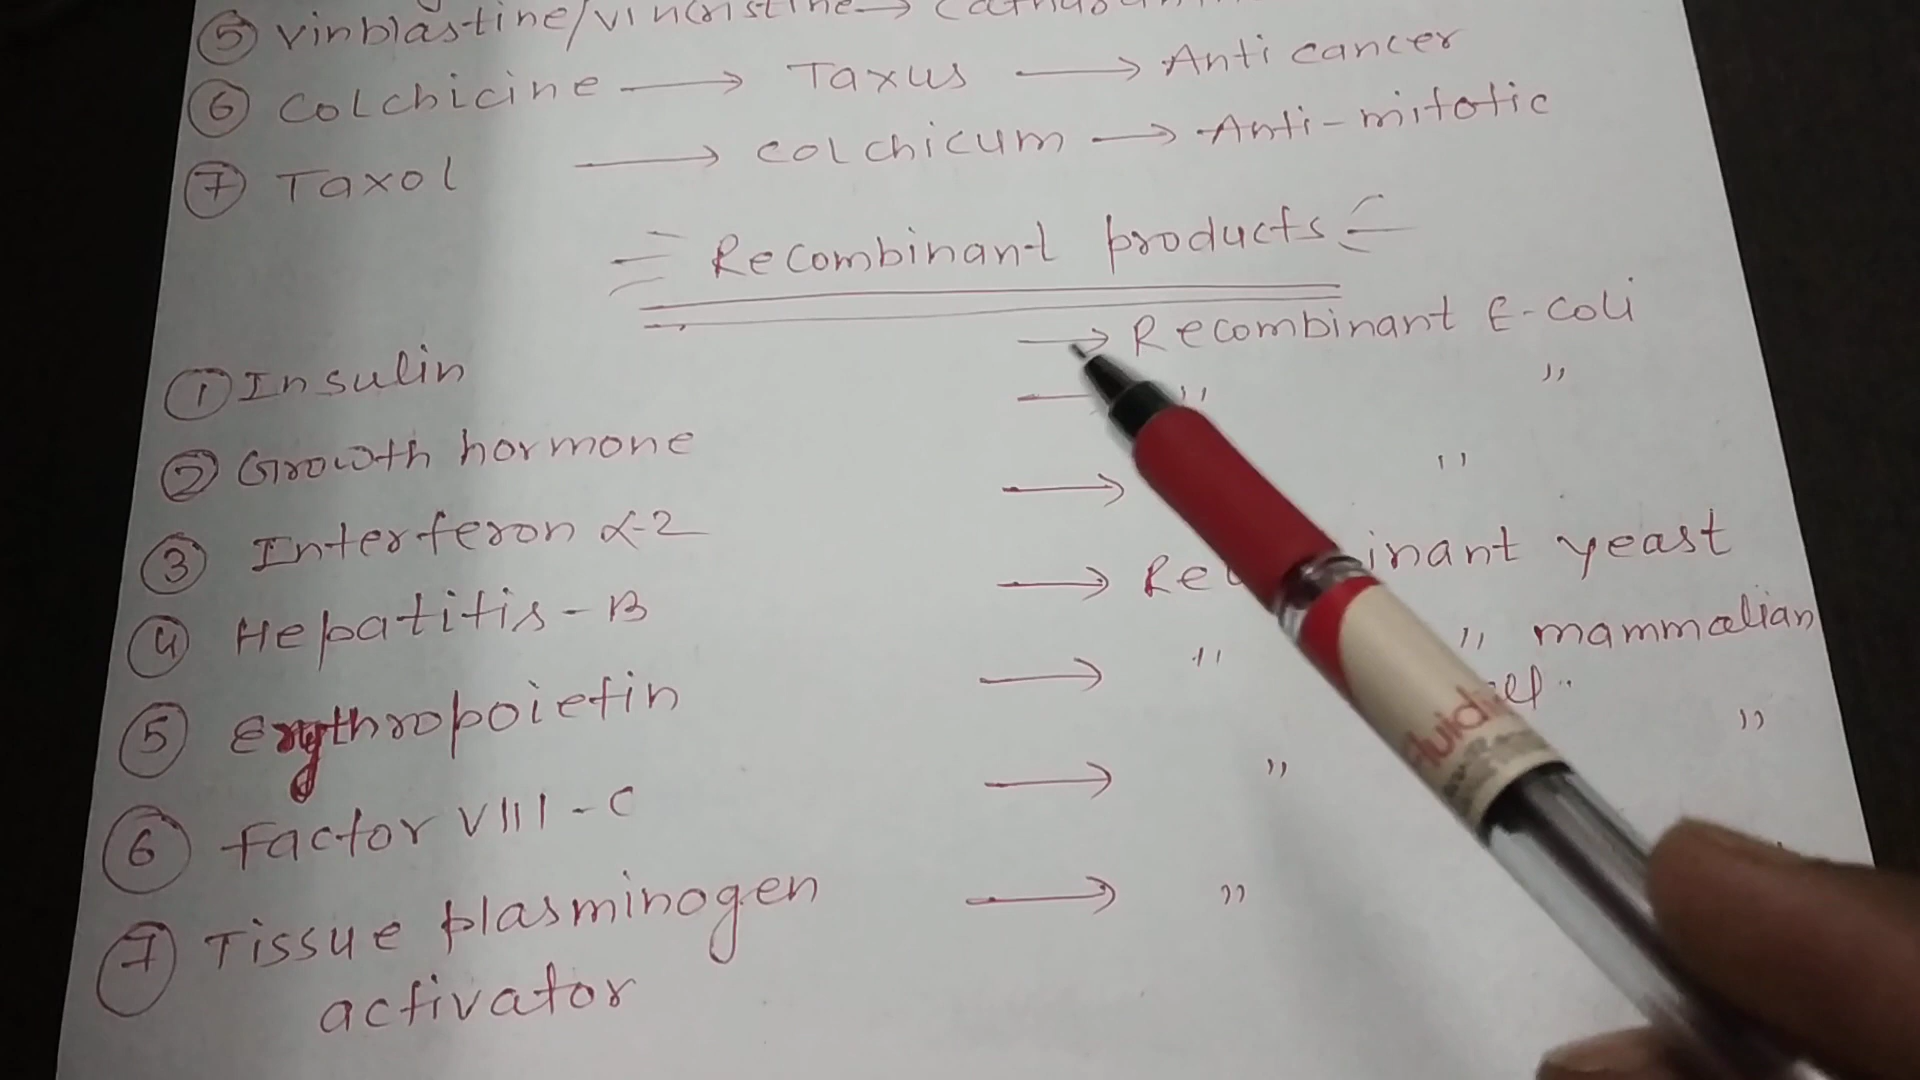 ⑤ Vinblastine/vincristine →
⑥ Colchicine → Taxus → Anti cancer
⑦ Taxol → colchicum → Anti-mitotic
Recombinant products
① Insulin → Recombinant E-coli
② Growth hormone → " "
③ Interferon α-2 → "
④ Hepatitis-B → inant yeast
⑤ Erythropoietin → " " mammalian
⑥ Factor VIII-C → " "
⑦ Tissue plasminogen → "
activator